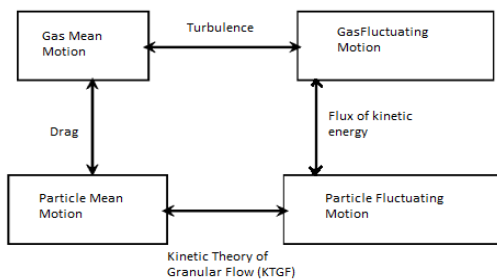 Gas Mean
Motion
Turbulence
GasFluctuating
Motion
Drag
Flux of kinetic
energy
Particle Mean
Motion
Particle Fluctuating
Motion
Kinetic Theory of
Granular Flow (KTGF)